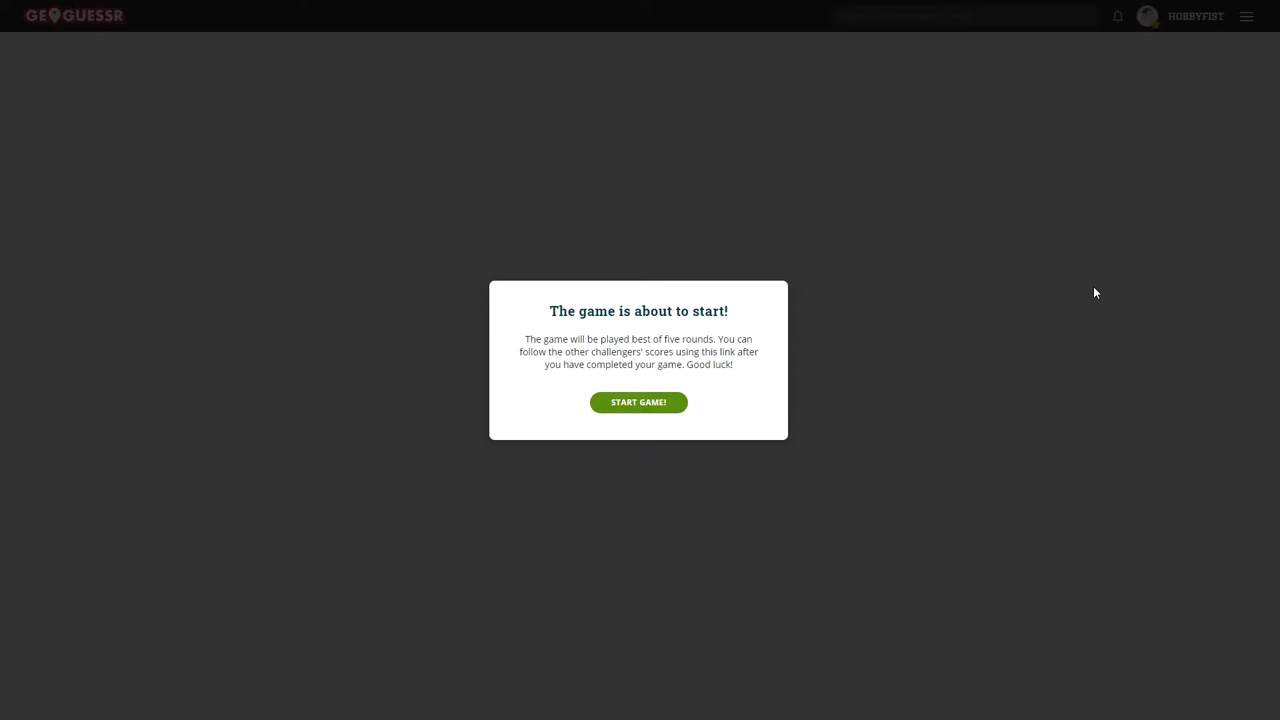 GEOGUESSR
HOBBYFIST
The game is about to start!
The game will be played best of five rounds. You can
follow the other challengers' scores using this link after
you have completed your game. Good luck!
START GAME!